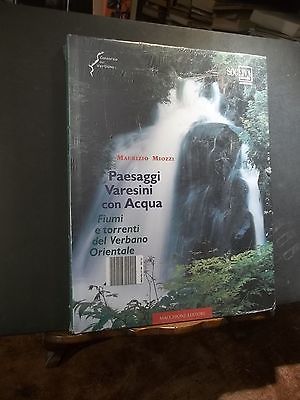 MAURIZIO MIOZZI
Paesaggi
Varesini
con Acqua
Fiumi
e torrenti
del Verbano
Orientale
MACCHIONE EDITORE